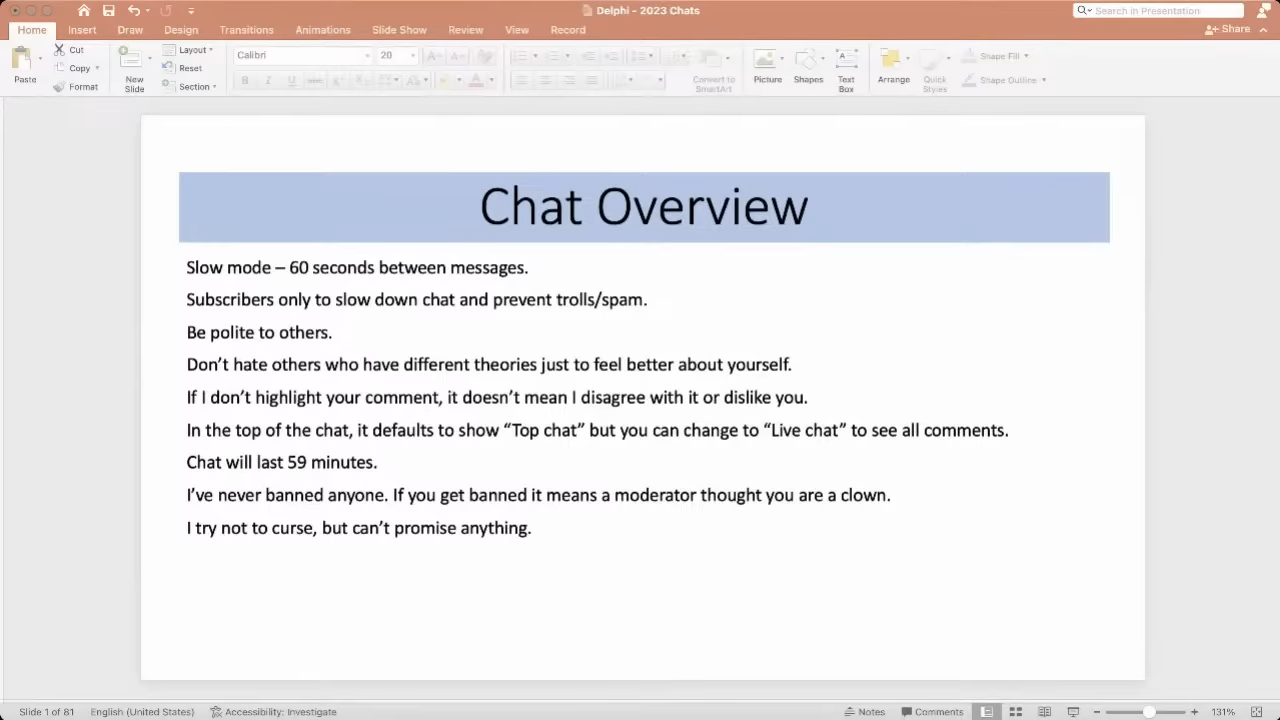 Delphi - 2023 Chats
Search in Presentation
Home Insert Draw Design Transitions Animations Slide Show Review View Record
Share
Paste
Cut
Copy
Format
New Slide
Layout
Reset
Section
Calibri 20
Convert to SmartArt
Picture
Shapes
Text Box
Arrange
Quick Styles
Shape Fill
Shape Outline
Chat Overview
Slow mode – 60 seconds between messages.
Subscribers only to slow down chat and prevent trolls/spam.
Be polite to others.
Don’t hate others who have different theories just to feel better about yourself.
If I don’t highlight your comment, it doesn’t mean I disagree with it or dislike you.
In the top of the chat, it defaults to show “Top chat” but you can change to “Live chat” to see all comments.
Chat will last 59 minutes.
I’ve never banned anyone. If you get banned it means a moderator thought you are a clown.
I try not to curse, but can’t promise anything.
Slide 1 of 81 English (United States) Accessibility: Investigate Notes Comments 131%